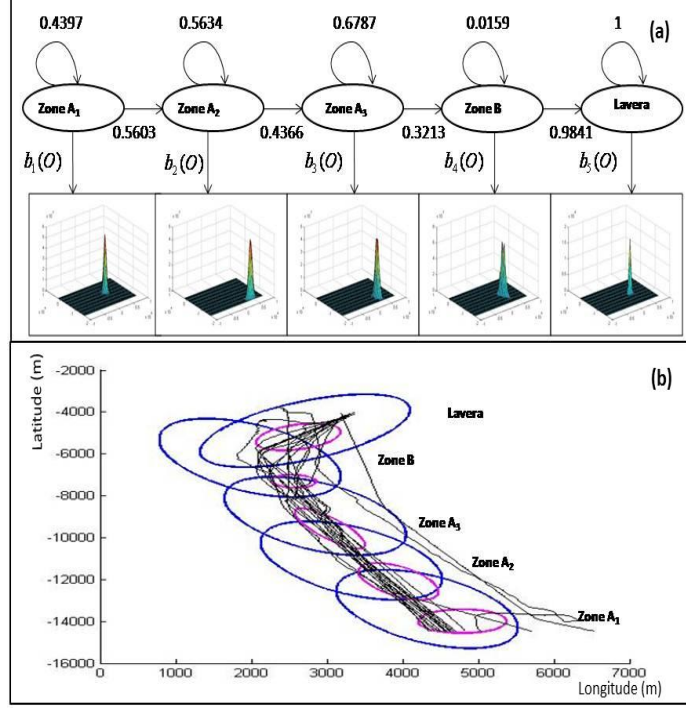 0.4397 0.5634 0.6787 0.0159 1 (a)
Zone A₁ Zone A₂ Zone A₃ Zone B Lavera
0.5603 0.4366 0.3213 0.9841
b₁(O) b₂(O) b₃(O) b₄(O) b₅(O)
(b)
Latitude (m)
-2000
-4000
-6000
-8000
-10000
-12000
-14000
-16000
Lavera
Zone B
Zone A₃
Zone A₂
Zone A₁
0 1000 2000 3000 4000 5000 6000 7000
Longitude (m)